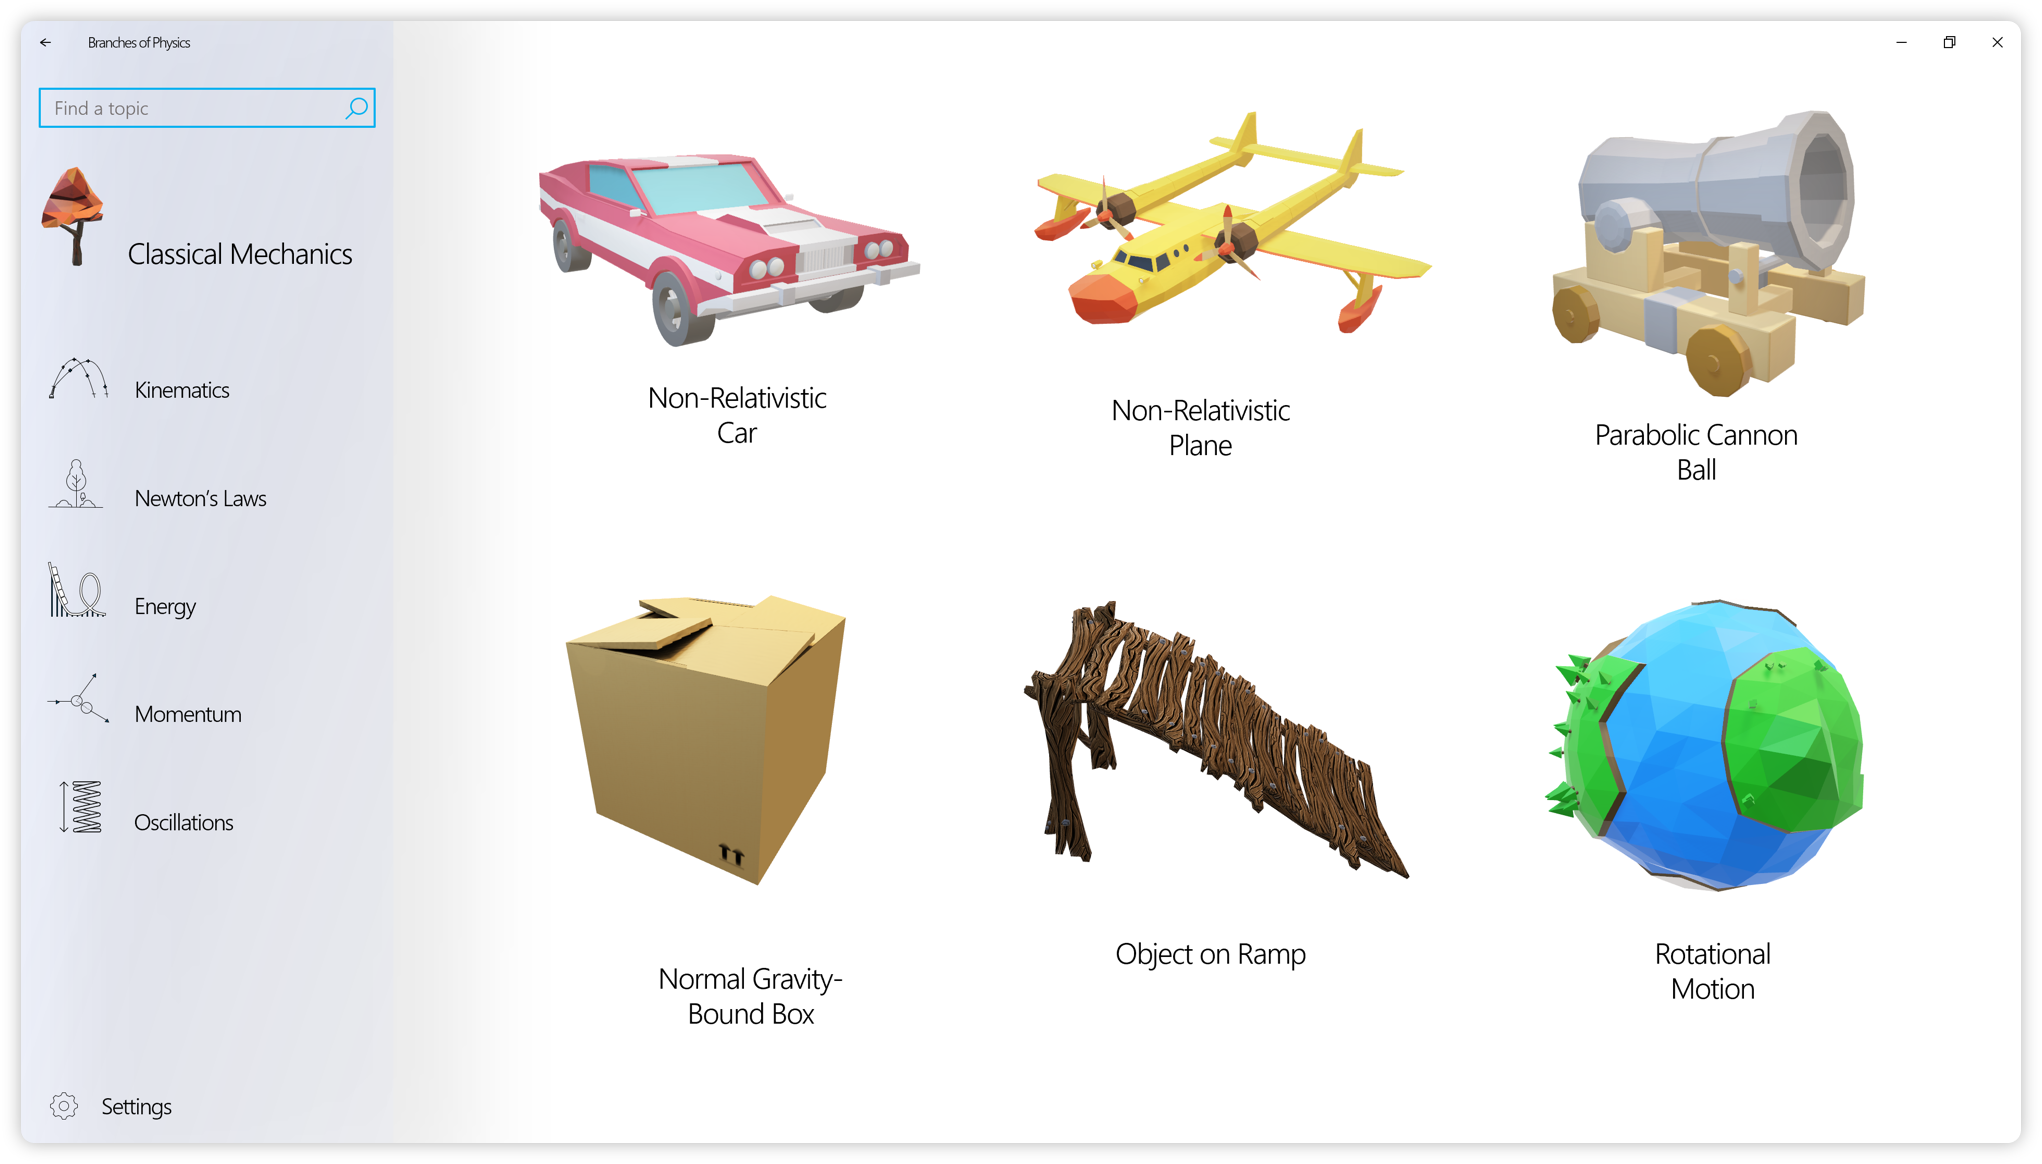 Branches of Physics
Find a topic
Classical Mechanics
Kinematics
Newton's Laws
Energy
Momentum
Oscillations
Settings
Non-Relativistic
Car
Non-Relativistic
Plane
Parabolic Cannon
Ball
Normal Gravity-
Bound Box
Object on Ramp
Rotational
Motion